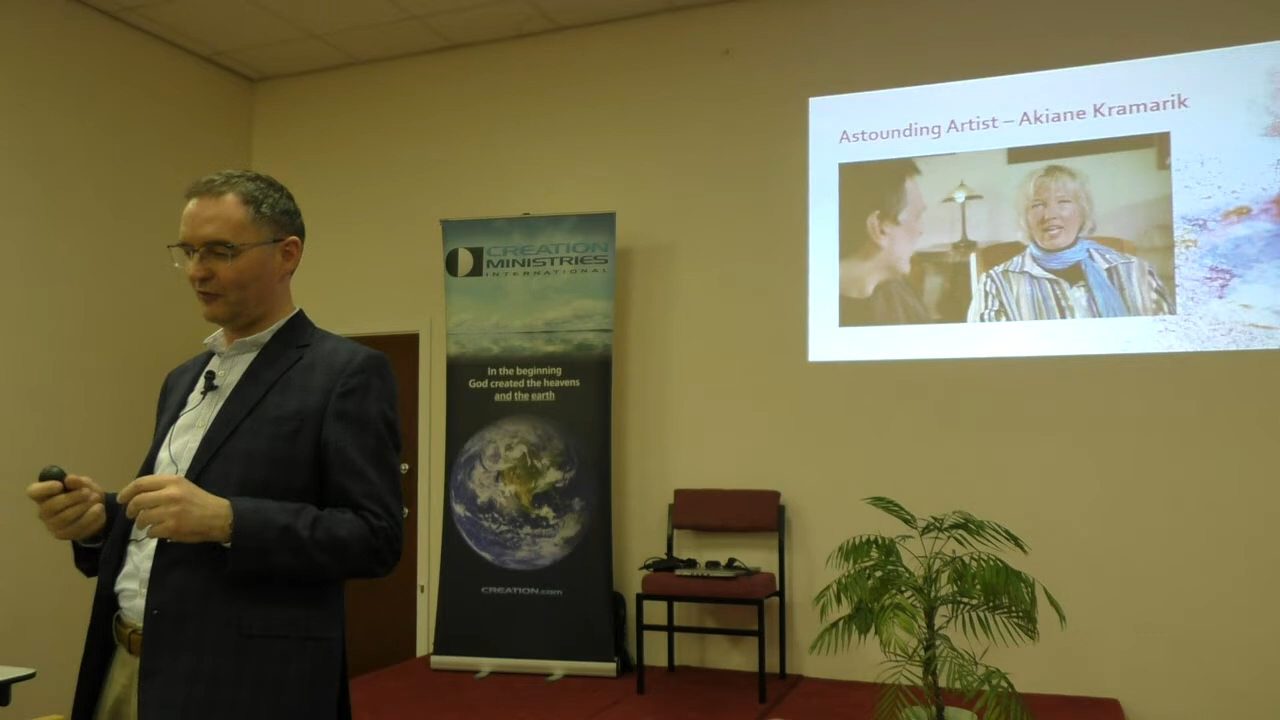 Astounding Artist – Akiane Kramarik
CREATION
MINISTRIES
INTERNATIONAL
In the beginning
God created the heavens
and the earth
CREATION.com